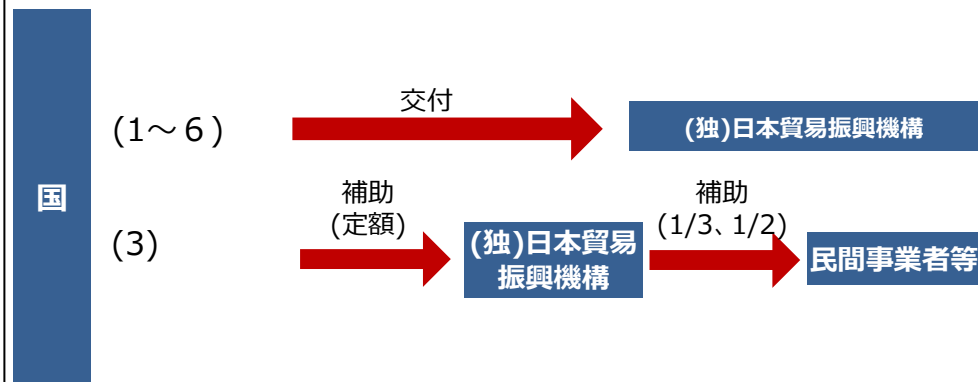 国
(1～６)
交付
(独)日本貿易振興機構
(3)
補助
(定額)
(独)日本貿易
振興機構
補助
(1/3、1/2)
民間事業者等